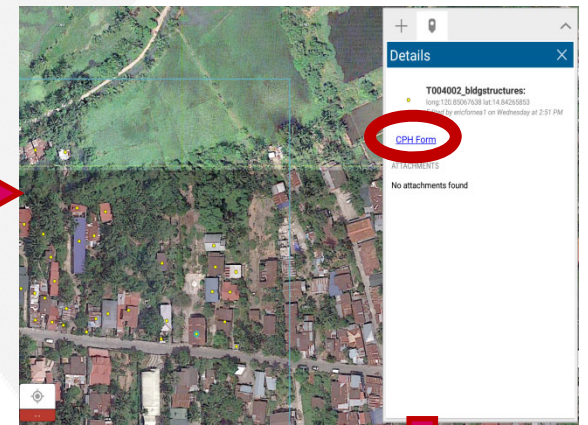 Details
T004002_bldgstructures:
long:120.85067638 lat:14.84265853
Edited by ericfornea1 on Wednesday at 2:51 PM
CPH Form
ATTACHMENTS
No attachments found